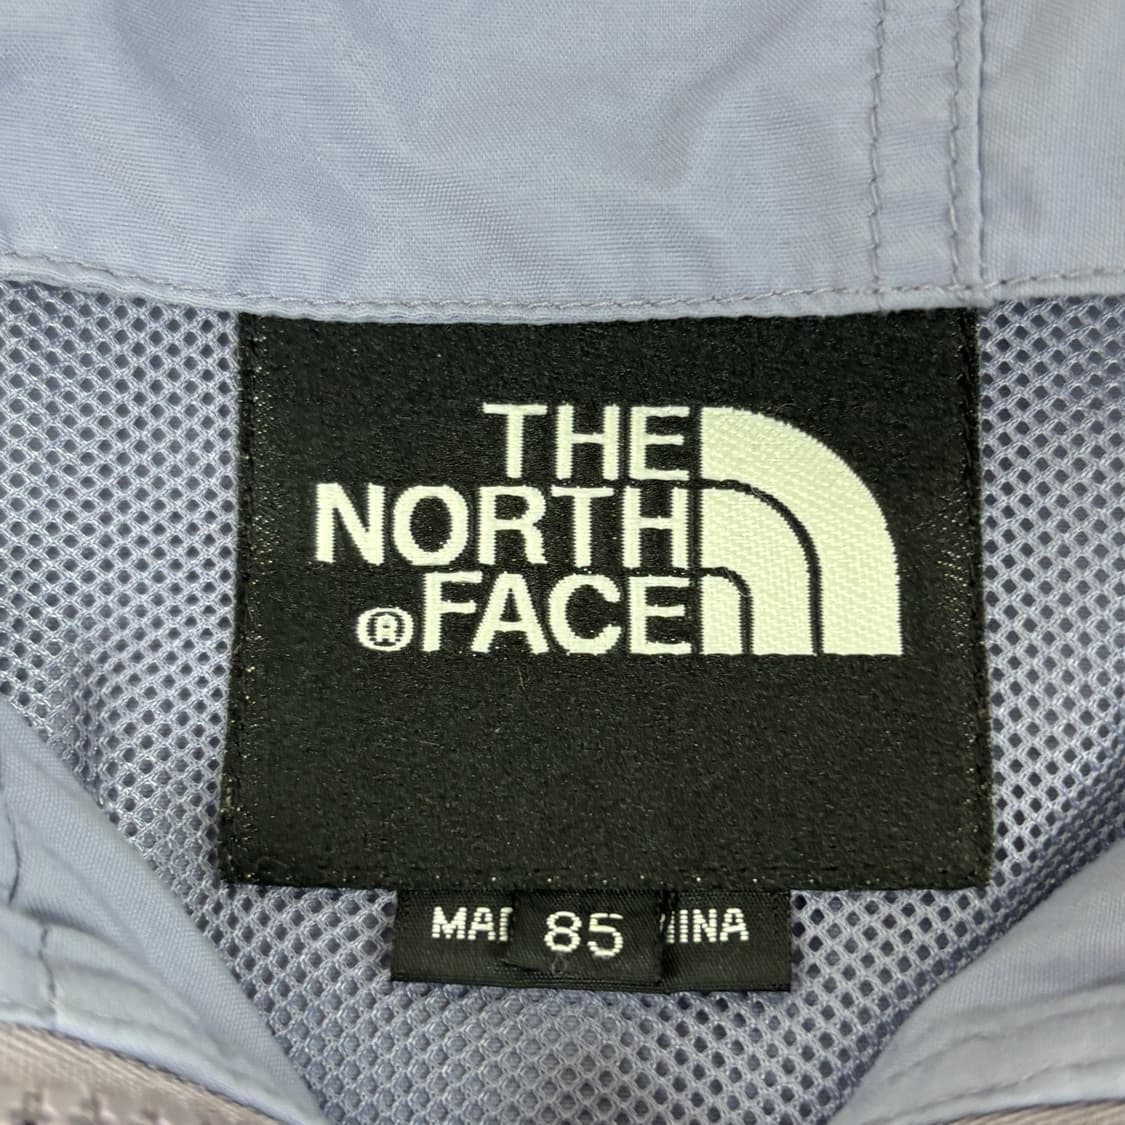 THE
NORTH
®FACE
MAD 85 INA